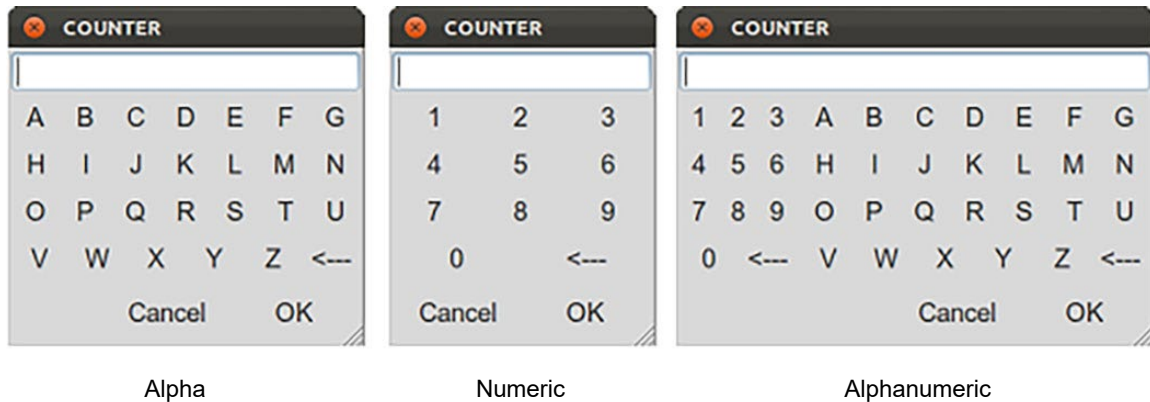 COUNTER
A B C D E F G
H I J K L M N
O P Q R S T U
V W X Y Z <---
Cancel OK
Alpha
COUNTER
1 2 3
4 5 6
7 8 9
0 <---
Cancel OK
Numeric
COUNTER
1 2 3 A B C D E F G
4 5 6 H I J K L M N
7 8 9 O P Q R S T U
0 <--- V W X Y Z <---
Cancel OK
Alphanumeric